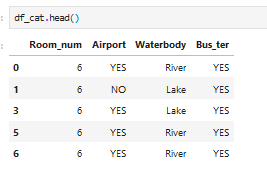 : df_cat.head()
:
Room_num Airport Waterbody Bus_ter
0 6 YES River YES
1 6 NO Lake YES
3 6 YES Lake YES
5 6 YES River YES
6 6 YES River YES